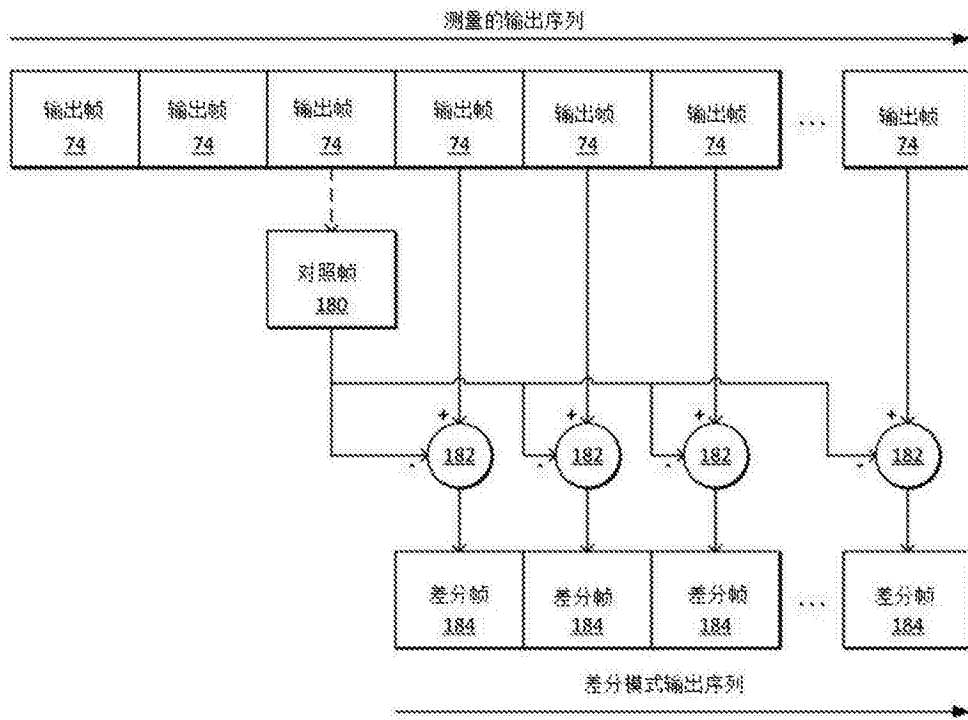 测量的输出序列
输出帧 输出帧 输出帧 输出帧 输出帧 输出帧 ... 输出帧
74 74 74 74 74 74 74
对照帧
180
+ + + +
182 182 182 182
- - - -
差分帧 差分帧 差分帧 ... 差分帧
184 184 184 184
差分模式输出序列